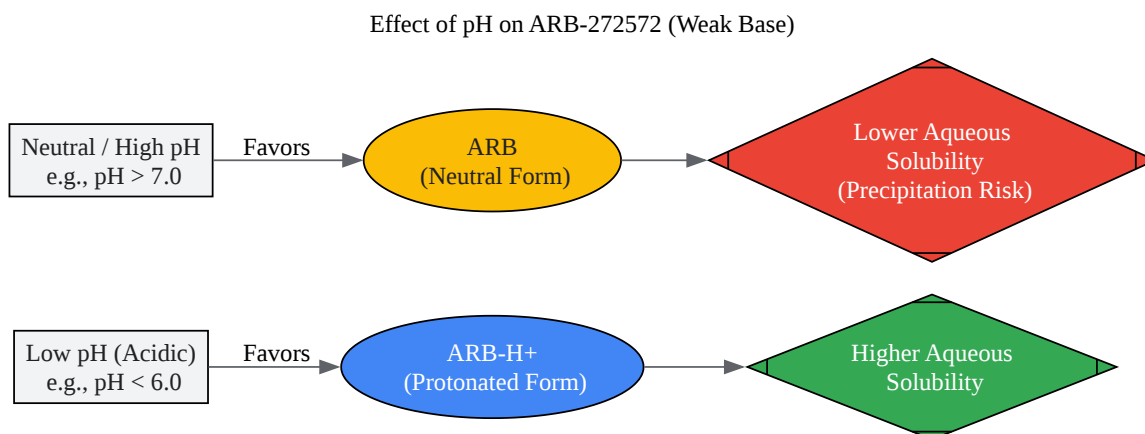 Effect of pH on ARB-272572 (Weak Base)
Neutral / High pH
e.g., pH > 7.0
Favors
ARB
(Neutral Form)
Lower Aqueous
Solubility
(Precipitation Risk)
Low pH (Acidic)
e.g., pH < 6.0
Favors
ARB-H+
(Protonated Form)
Higher Aqueous
Solubility